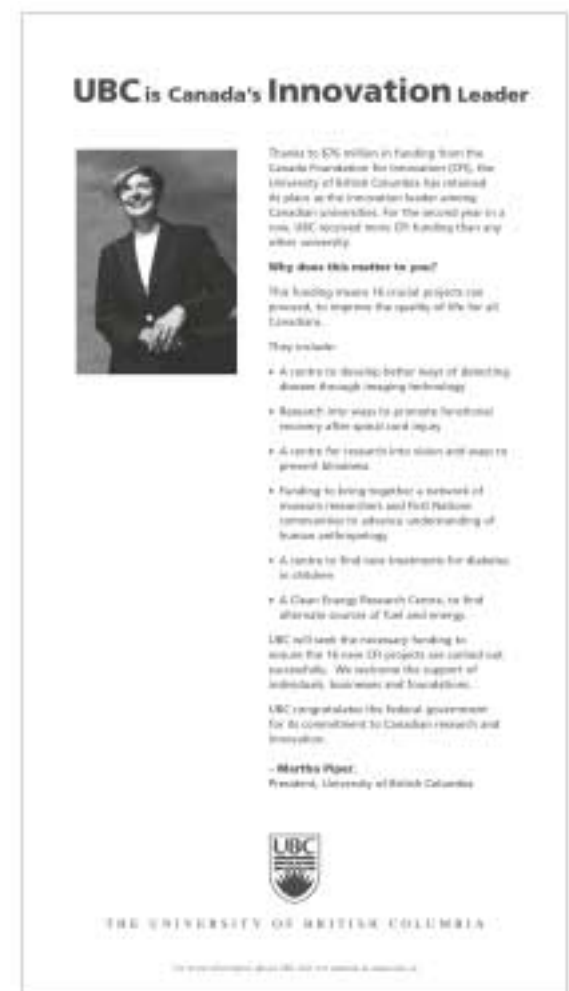 UBC is Canada's Innovation Leader
Thanks to $76 million in funding from the
Canada Foundation for Innovation (CFI), the
University of British Columbia has retained
its place as the innovation leader among
Canadian universities. For the second year in a
row, UBC received more CFI funding than any
other university.
Why does this matter to you?
This funding means 16 crucial projects can
proceed, to improve the quality of life for all
Canadians.
They include:
• A centre to develop better ways of detecting
disease through imaging technology
• Research into ways to promote functional
recovery after spinal cord injury
• A centre for research into vision and ways to
prevent blindness
• Funding to bring together a network of
museum researchers and First Nations
communities to advance understanding of
human anthropology
• A centre to find new treatments for diabetes
in children
• A Clean Energy Research Centre, to find
alternate sources of fuel and energy.
UBC will seek the necessary funding to
ensure the 16 new CFI projects are carried out
successfully. We welcome the support of
individuals, businesses and foundations.
UBC congratulates the federal government
for its commitment to Canadian research and
innovation.
– Martha Piper,
President, University of British Columbia
UBC
THE UNIVERSITY OF BRITISH COLUMBIA